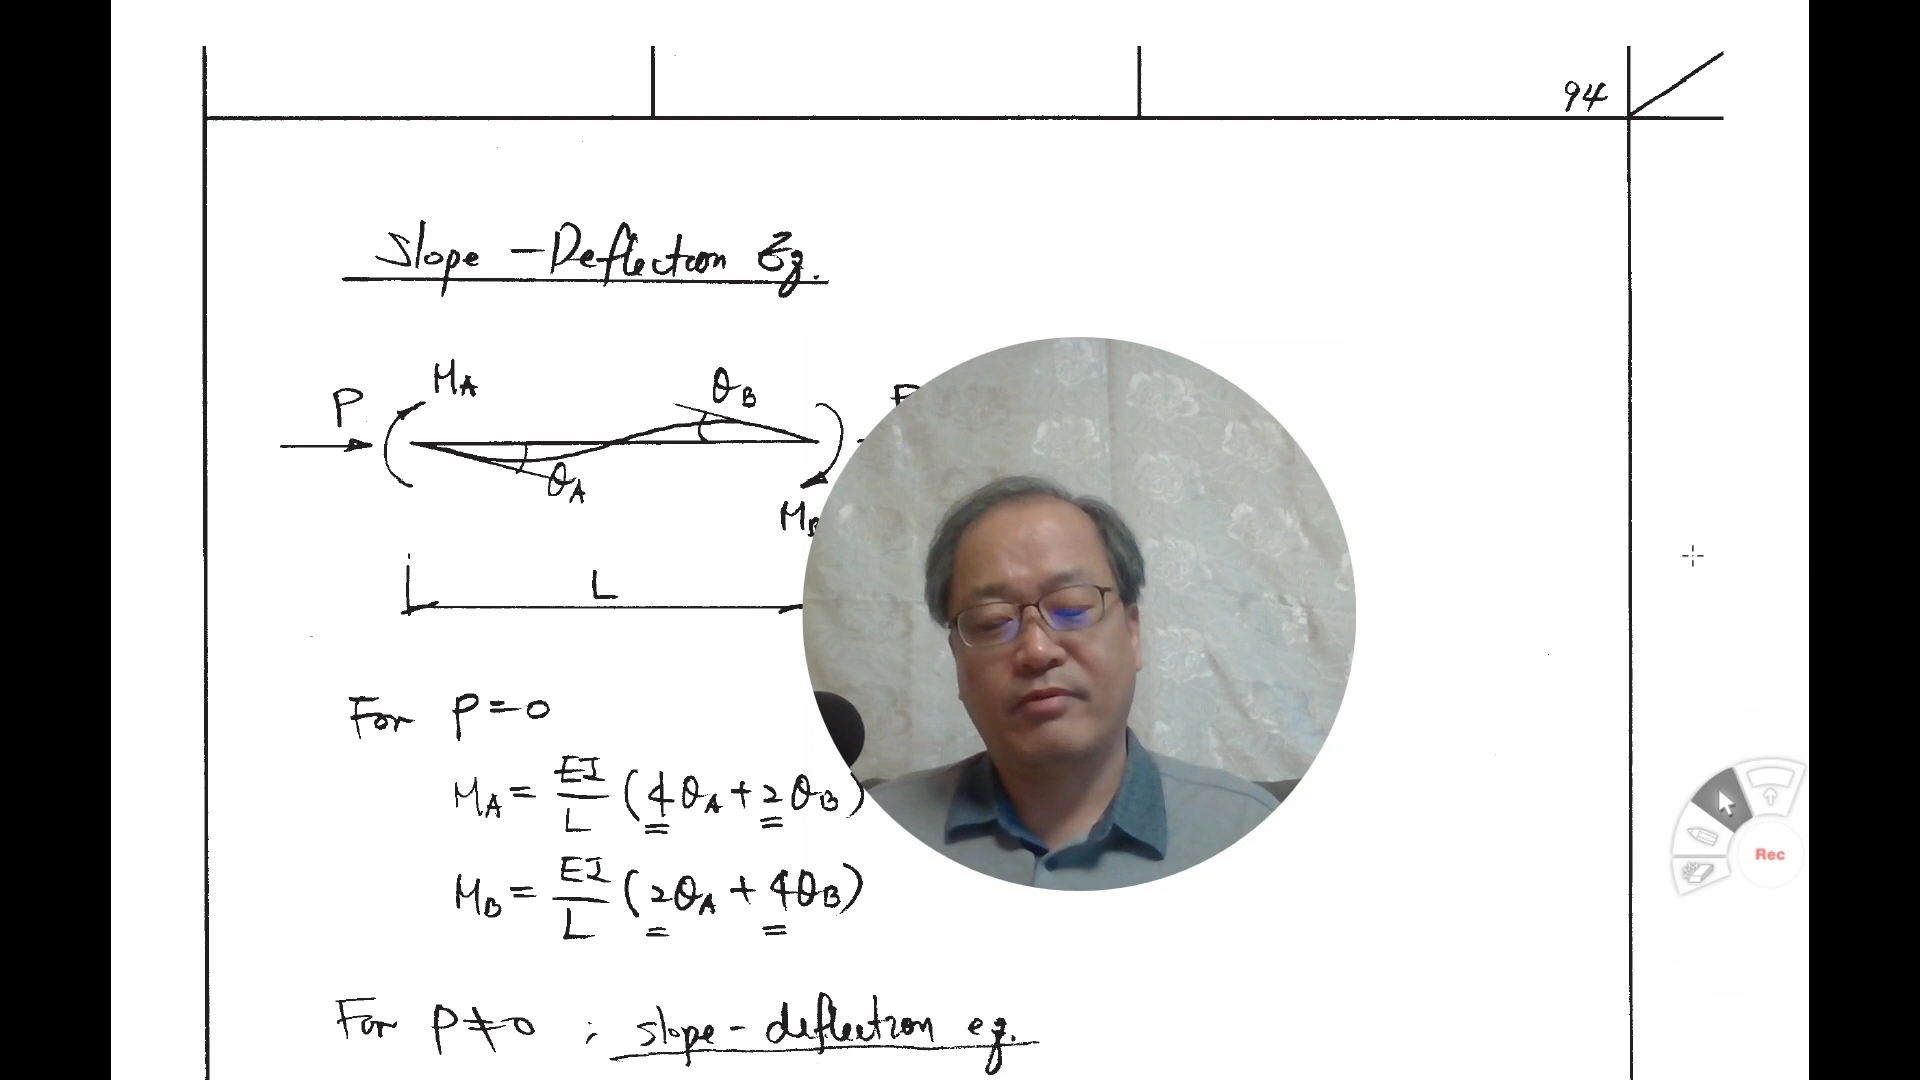 94
Slope - Deflection Eq.
P M_A θ_B
θ_A
L
For P = 0
M_A = EI/L (4θ_A + 2θ_B)
M_B = EI/L (2θ_A + 4θ_B)
For P ≠ 0 ; slope - deflection eq.
Rec